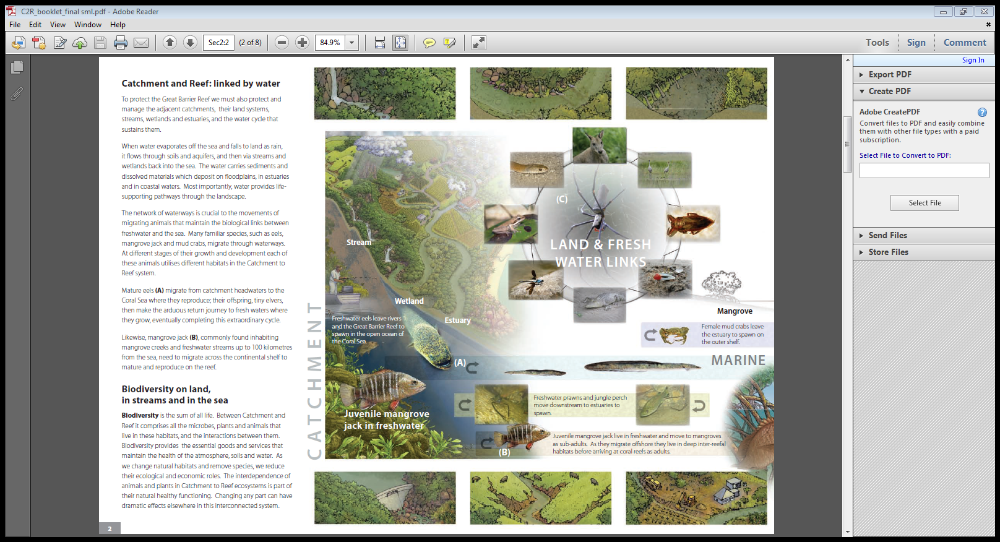 C2R_booklet_final sml.pdf - Adobe Reader
File Edit View Window Help
Sec2:2 (2 of 8) 84.9% Tools Sign Comment
Sign In
Export PDF
Create PDF
Adobe CreatePDF
Convert files to PDF and easily combine
them with other file types with a paid
subscription.
Select File to Convert to PDF:
Select File
Send Files
Store Files
Catchment and Reef: linked by water
To protect the Great Barrier Reef we must also protect and
manage the adjacent catchments, their land systems,
streams, wetlands and estuaries, and the water cycle that
sustains them.
When water evaporates off the sea and falls to land as rain,
it flows through soils and aquifers, and then via streams and
wetlands back into the sea. The water carries sediments and
dissolved materials which deposit on floodplains, in estuaries
and in coastal waters. Most importantly, water provides life-
supporting pathways through the landscape.
The network of waterways is crucial to the movements of
migrating animals that maintain the biological links between
freshwater and the sea. Many familiar species, such as eels,
mangrove jack and mud crabs, migrate through waterways.
At different stages of their growth and development each of
these animals utilises different habitats in the Catchment to
Reef system.
Mature eels (A) migrate from catchment headwaters to the
Coral Sea where they reproduce; their offspring, tiny elvers,
then make the arduous return journey to fresh waters where
they grow, eventually completing this extraordinary cycle.
Likewise, mangrove jack (B), commonly found inhabiting
mangrove creeks and freshwater streams up to 100 kilometres
from the sea, need to migrate across the continental shelf to
mature and reproduce on the reef.
Biodiversity on land,
in streams and in the sea
Biodiversity is the sum of all life. Between Catchment and
Reef it comprises all the microbes, plants and animals that
live in these habitats, and the interactions between them.
Biodiversity provides the essential goods and services that
maintain the health of the atmosphere, soils and water. As
we change natural habitats and remove species, we reduce
their ecological and economic roles. The interdependence of
animals and plants in Catchment to Reef ecosystems is part of
their natural healthy functioning. Changing any part can have
dramatic effects elsewhere in this interconnected system.
2
CATCHMENT
(C)
LAND & FRESH
WATER LINKS
Stream
Wetland
Estuary
Mangrove
Freshwater eels leave rivers
and the Great Barrier Reef to
spawn in the open ocean of
the Coral Sea.
Female mud crabs leave
the estuary to spawn on
the outer shelf.
MARINE
(A)
Freshwater prawns and jungle perch
move downstream to estuaries to
spawn.
Juvenile mangrove
jack in freshwater
(B)
Juvenile mangrove jack live in freshwater and move to mangroves
as sub-adults. As they migrate offshore they live in deep inter-reefal
habitats before arriving at coral reefs as adults.